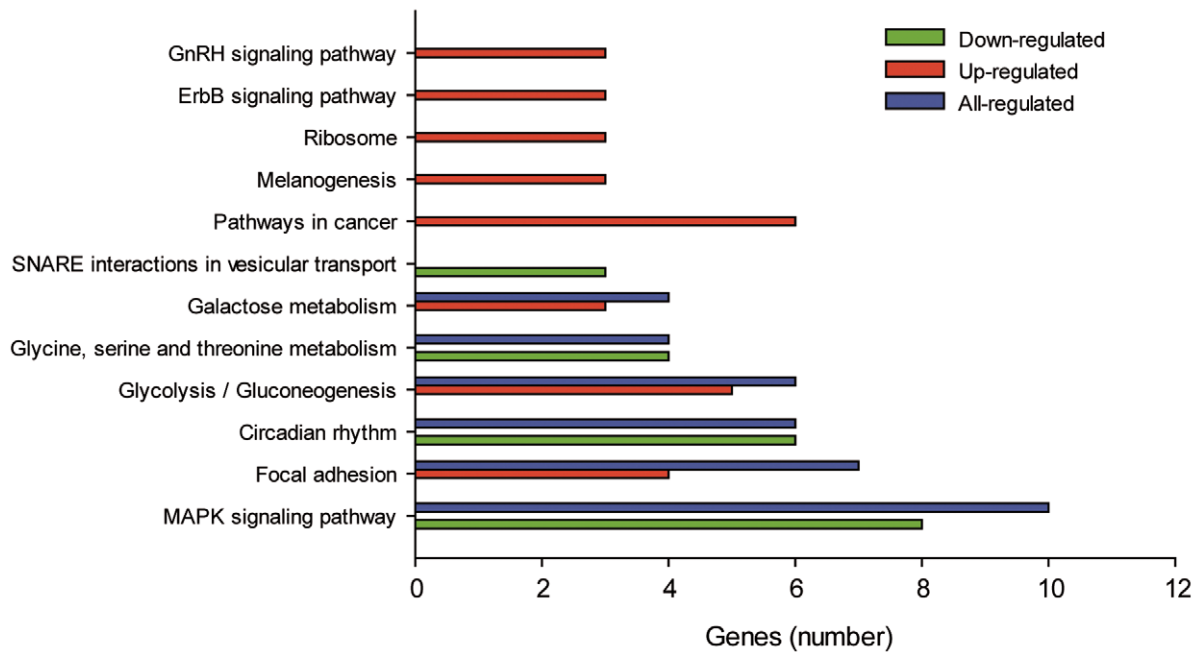 GnRH signaling pathway
ErbB signaling pathway
Ribosome
Melanogenesis
Pathways in cancer
SNARE interactions in vesicular transport
Galactose metabolism
Glycine, serine and threonine metabolism
Glycolysis / Gluconeogenesis
Circadian rhythm
Focal adhesion
MAPK signaling pathway
Down-regulated
Up-regulated
All-regulated
0 2 4 6 8 10 12
Genes (number)